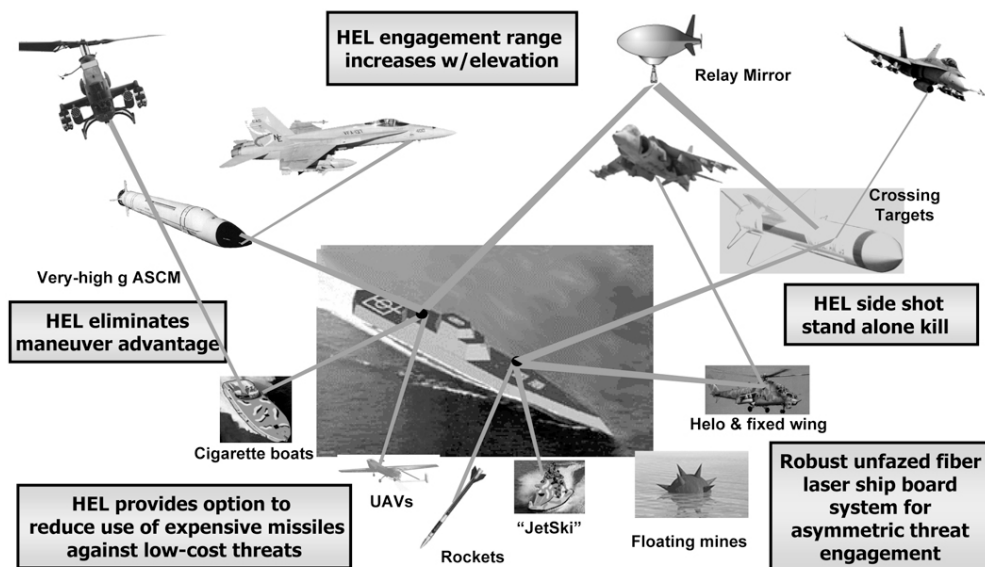 HEL engagement range
increases w/elevation
Relay Mirror
Crossing
Targets
Very-high g ASCM
HEL eliminates
maneuver advantage
HEL side shot
stand alone kill
Cigarette boats
Helo & fixed wing
UAVs
"JetSki"
Rockets
Floating mines
HEL provides option to
reduce use of expensive missiles
against low-cost threats
Robust unfazed fiber
laser ship board
system for
asymmetric threat
engagement